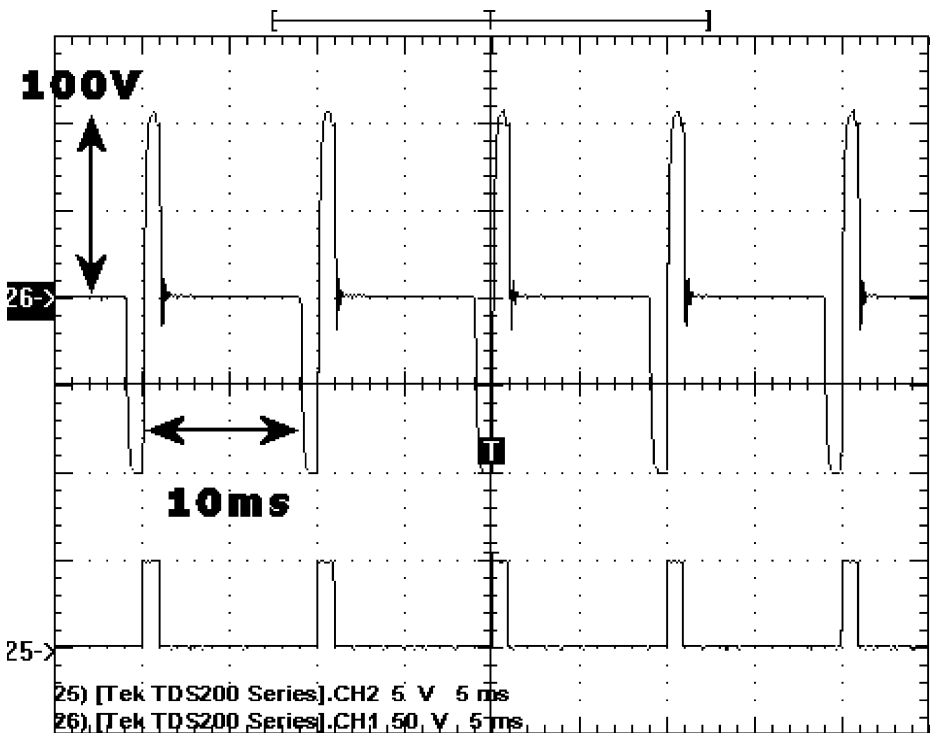 100V
26->
T
10ms
25->
25) [Tek TDS200 Series].CH2 5 V 5 ms
26) [Tek TDS200 Series].CH1 50 V 5 ms